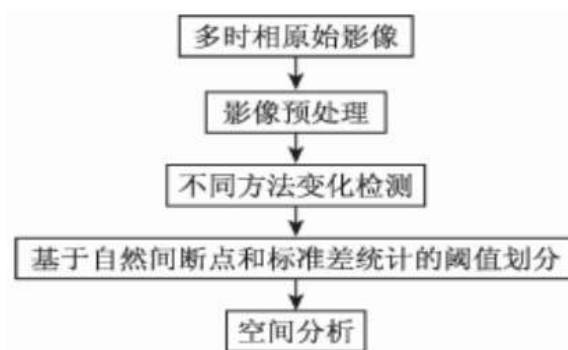 多时相原始影像
影像预处理
不同方法变化检测
基于自然间断点和标准差统计的阈值划分
空间分析